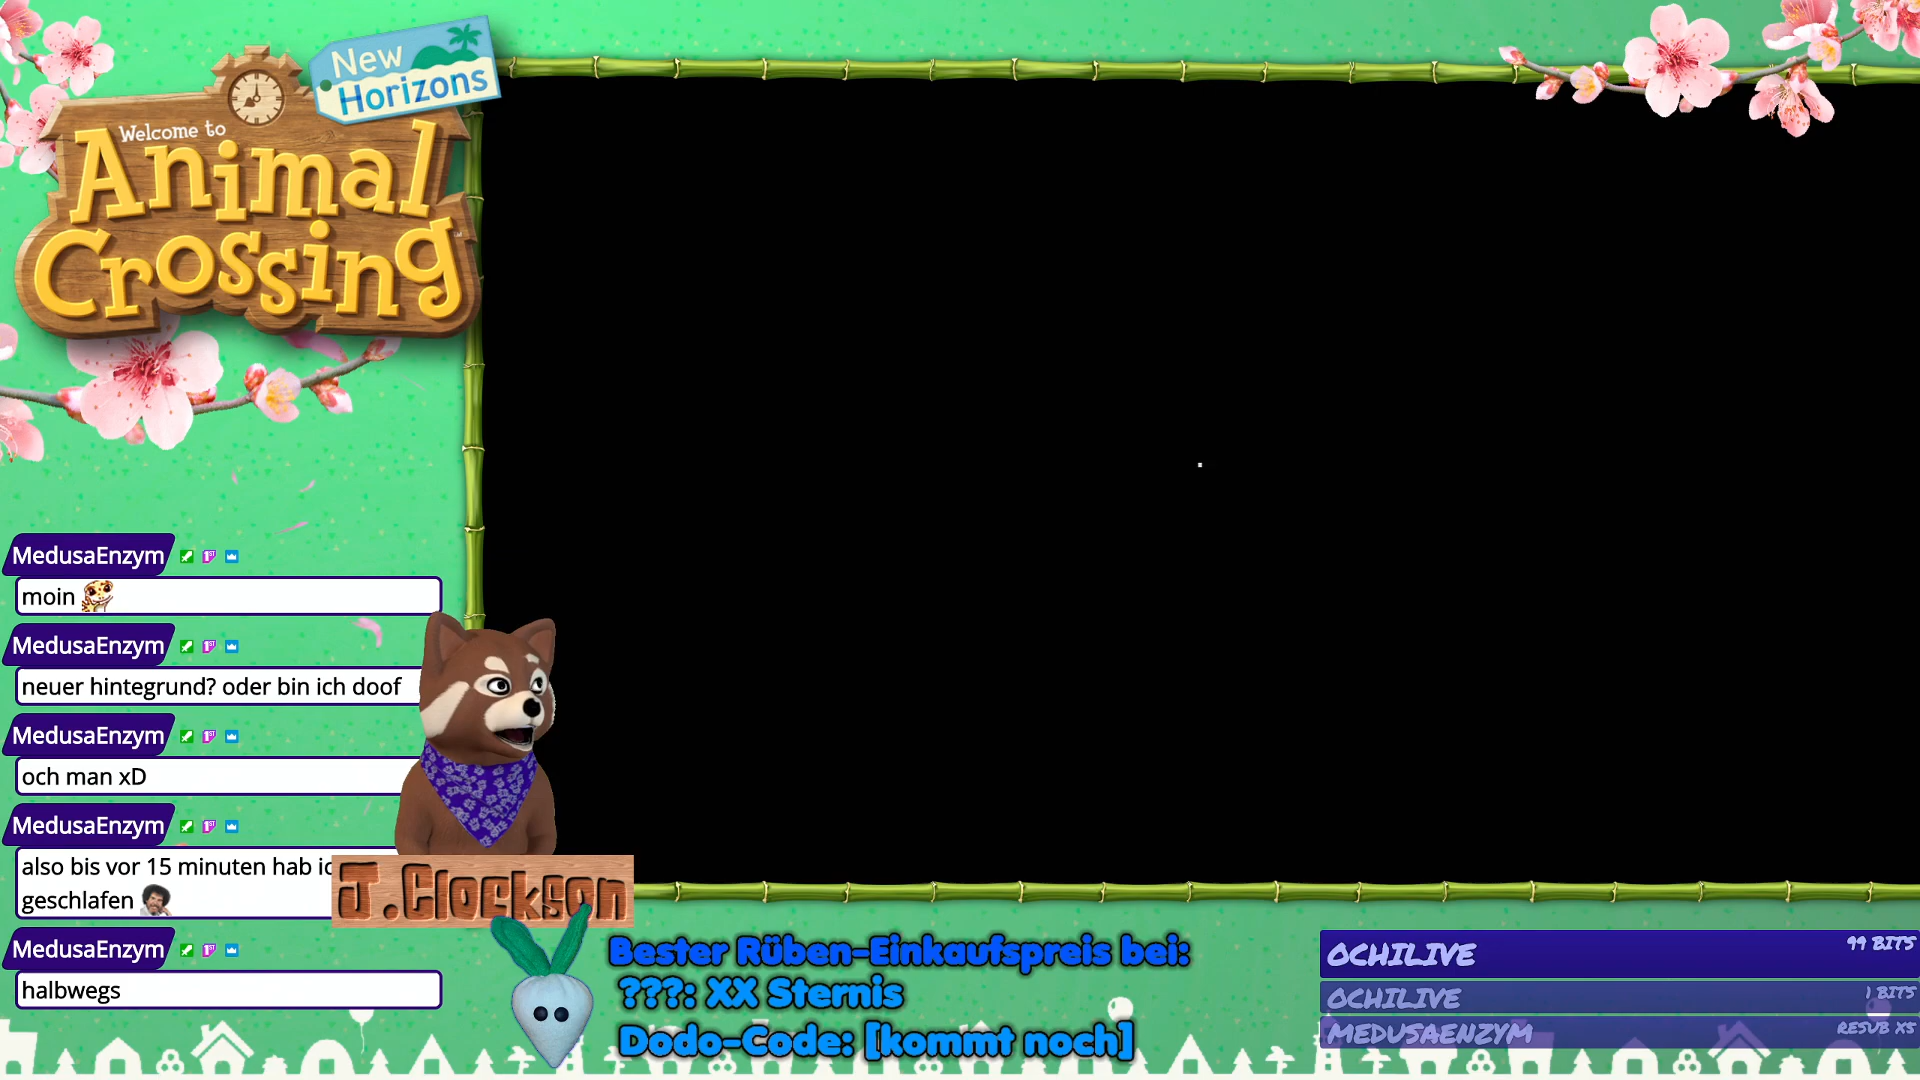 New
Horizons
Welcome to
Animal
Crossing
MedusaEnzym
moin
MedusaEnzym
neuer hintegrund? oder bin ich doof
MedusaEnzym
och man xD
MedusaEnzym
also bis vor 15 minuten hab
geschlafen
MedusaEnzym
halbwegs
J.Clockson
Bester Rüben-Einkaufspreis bei:
???: XX Sternis
Dodo-Code: [kommt noch]
OCHILIVE 99 BITS
OCHILIVE 1 BITS
MEDUSAENZYM RESUB X5